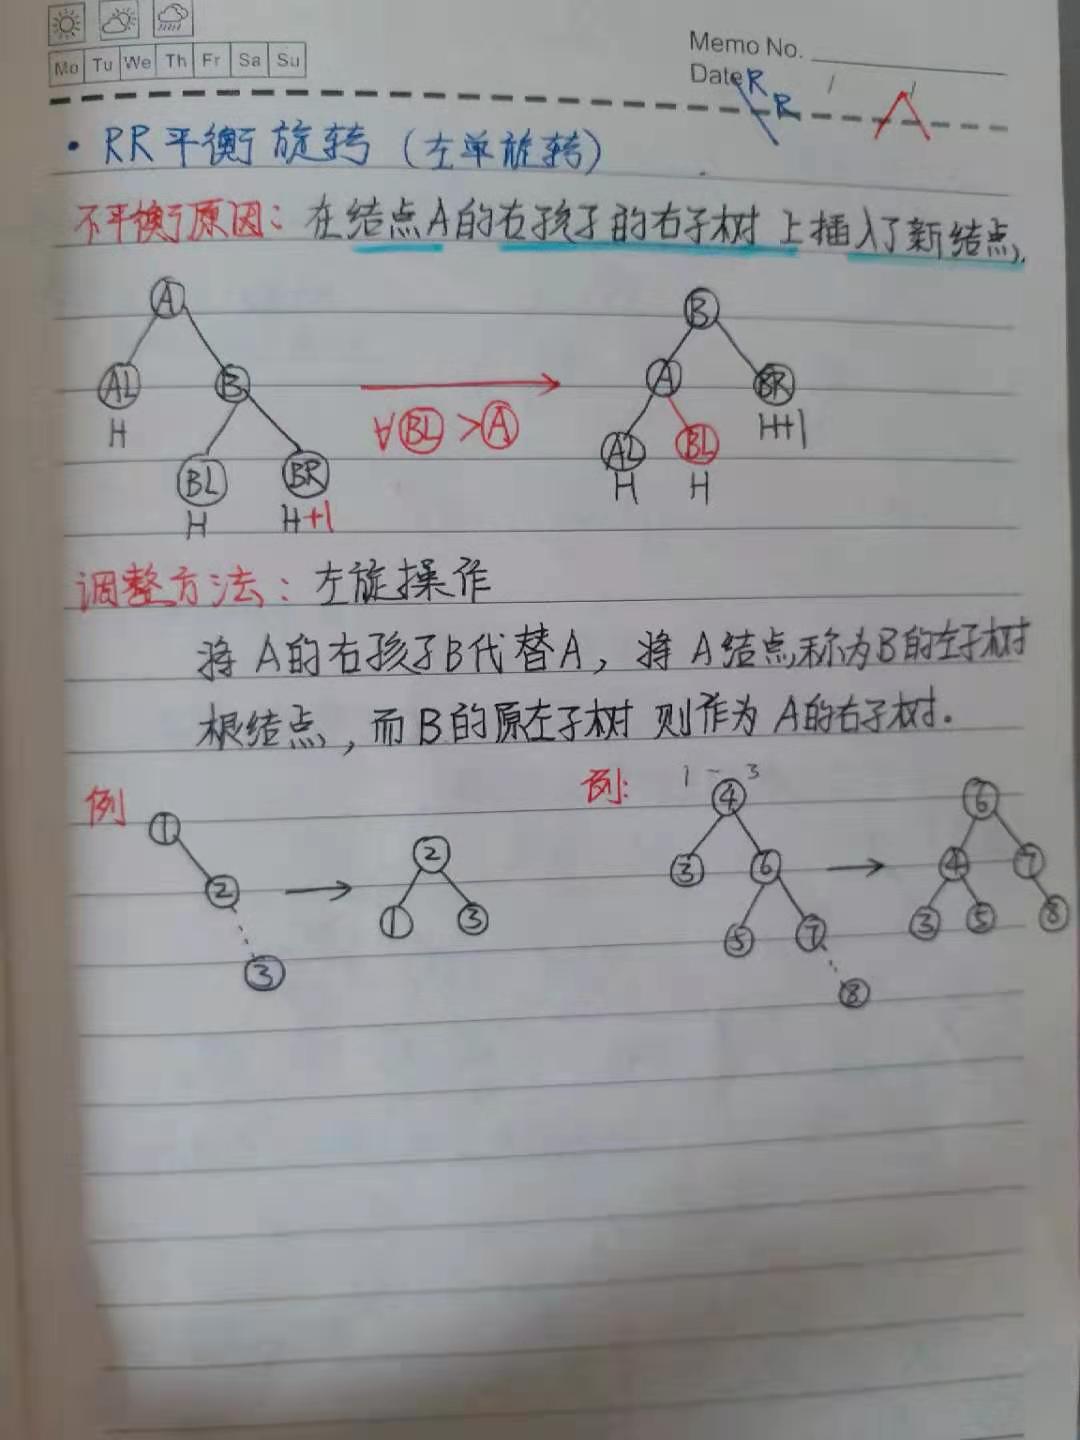 Mo Tu We Th Fr Sa Su
Memo No.
Date / /
R
R
• RR平衡旋转（左单旋转）
不平衡原因：在结点A的右孩子的右子树上插入了新结点.
A B
AL B A BR
H ∀BL>A H+1
BL BR AL BL
H H+1 H H
调整方法：左旋操作
将A的右孩子B代替A，将A结点称为B的左子树
根结点，而B的原左子树则作为A的右子树.
例 例: 1 - 3
1 4 6
2 2 3 6 4 7
1 3 5 7 3 5 8
3 8